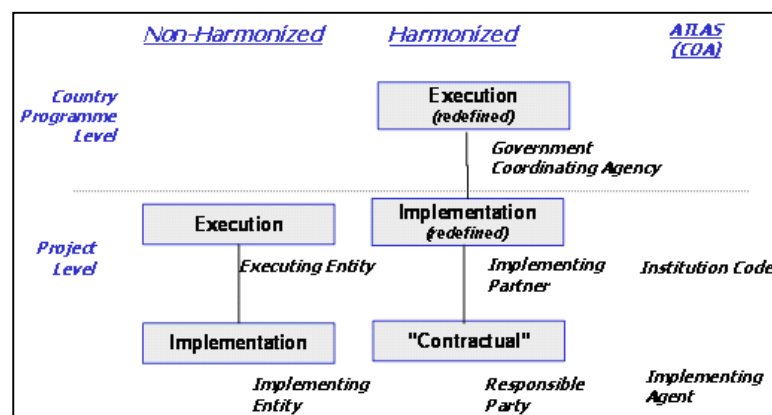 Non-Harmonized
Harmonized
ATLAS
(COA)
Country
Programme
Level
Execution
(redefined)
Government
Coordinating Agency
Execution
Implementation
(redefined)
Project
Level
Executing Entity
Implementing
Partner
Institution Code
Implementation
"Contractual"
Implementing
Entity
Responsible
Party
Implementing
Agent